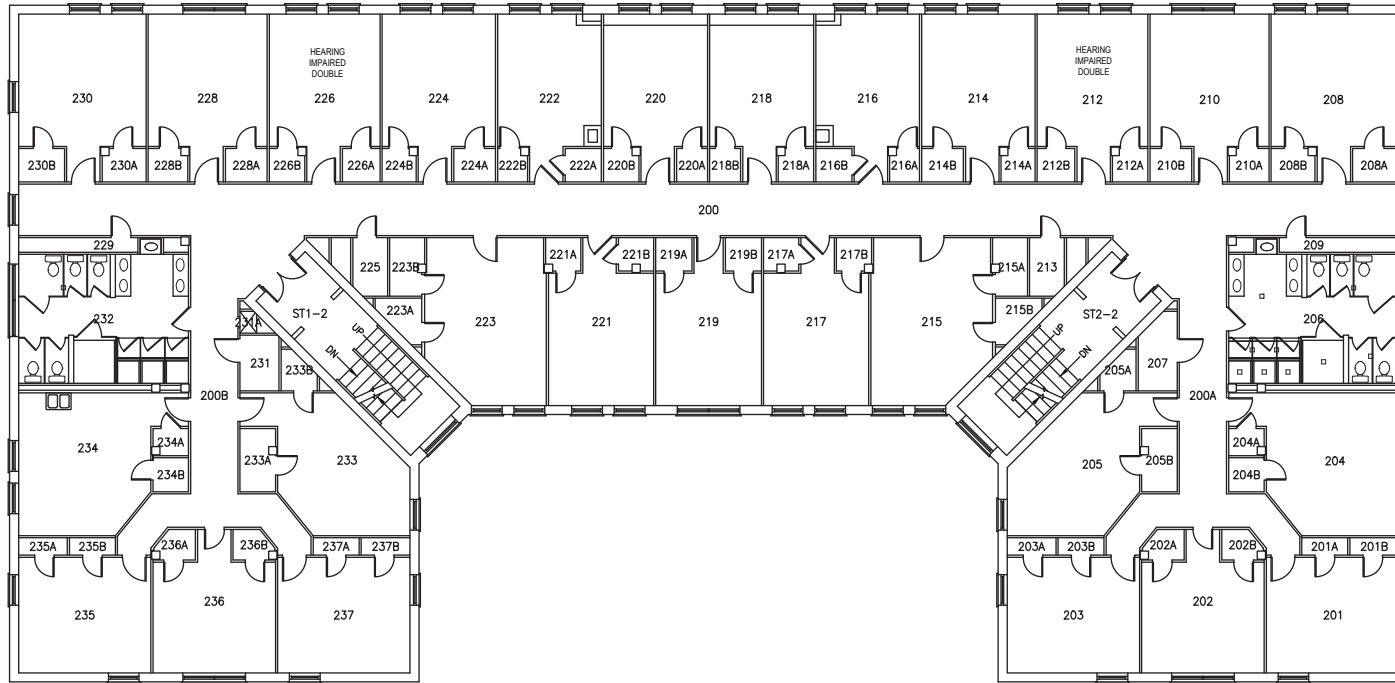 HEARING
IMPAIRED
DOUBLE
HEARING
IMPAIRED
DOUBLE
230 228 226 224 222 220 218 216 214 212 210 208
230B 230A 228B 228A 226B 226A 224B 224A 222B 222A 220B 220A 218B 218A 216B 216A 214B 214A 212B 212A 210B 210A 208B 208A
200
229 225 223B 221A 221B 219A 219B 217A 217B 215A 213 209
232 231A ST1-2 223A 223 221 219 217 215 215B ST2-2 206
UP UP
DN DN
231 233B 205A 207
200B 200A
234 234A 233A 233 205 205B 204A 204
234B 204B
235A 235B 236A 236B 237A 237B 203A 203B 202A 202B 201A 201B
235 236 237 203 202 201